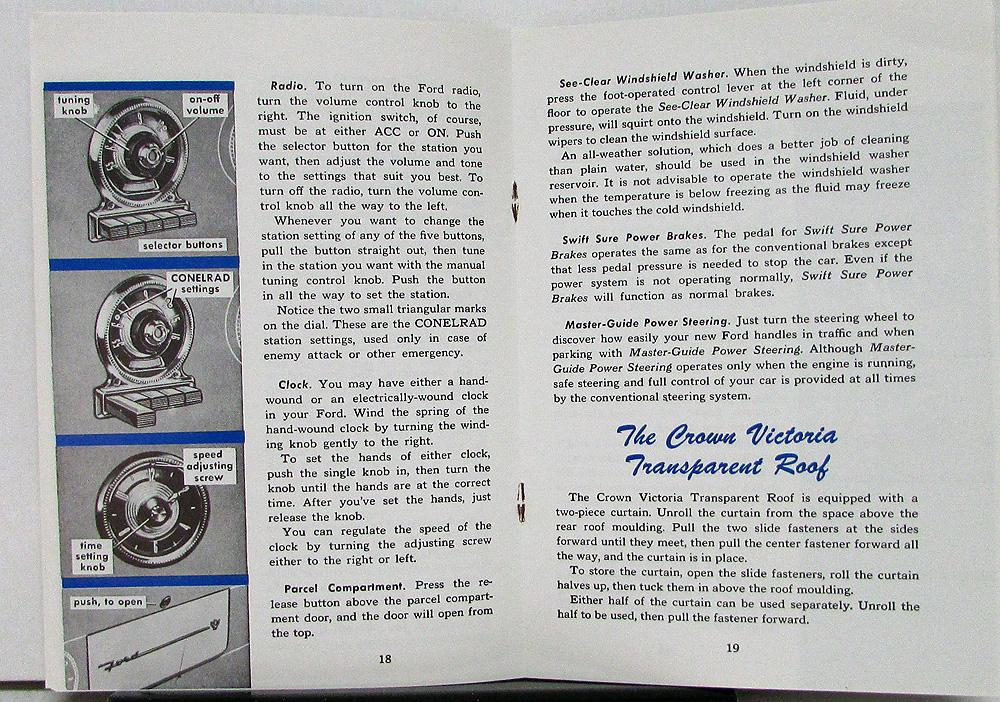 tuning
knob
on-off
volume
selector buttons
CONELRAD
settings
speed
adjusting
screw
time
setting
knob
push, to open
Ford
Radio. To turn on the Ford radio,
turn the volume control knob to the
right. The ignition switch, of course,
must be at either ACC or ON. Push
the selector button for the station you
want, then adjust the volume and tone
to the settings that suit you best. To
turn off the radio, turn the volume con-
trol knob all the way to the left.
Whenever you want to change the
station setting of any of the five buttons,
pull the button straight out, then tune
in the station you want with the manual
tuning control knob. Push the button
in all the way to set the station.
Notice the two small triangular marks
on the dial. These are the CONELRAD
station settings, used only in case of
enemy attack or other emergency.
Clock. You may have either a hand-
wound or an electrically-wound clock
in your Ford. Wind the spring of the
hand-wound clock by turning the wind-
ing knob gently to the right.
To set the hands of either clock,
push the single knob in, then turn the
knob until the hands are at the correct
time. After you've set the hands, just
release the knob.
You can regulate the speed of the
clock by turning the adjusting screw
either to the right or left.
Parcel Compartment. Press the re-
lease button above the parcel compart-
ment door, and the door will open from
the top.
18
See-Clear Windshield Washer. When the windshield is dirty,
press the foot-operated control lever at the left corner of the
floor to operate the See-Clear Windshield Washer. Fluid, under
pressure, will squirt onto the windshield. Turn on the windshield
wipers to clean the windshield surface.
An all-weather solution, which does a better job of cleaning
than plain water, should be used in the windshield washer
reservoir. It is not advisable to operate the windshield washer
when the temperature is below freezing as the fluid may freeze
when it touches the cold windshield.
Swift Sure Power Brakes. The pedal for Swift Sure Power
Brakes operates the same as for the conventional brakes except
that less pedal pressure is needed to stop the car. Even if the
power system is not operating normally, Swift Sure Power
Brakes will function as normal brakes.
Master-Guide Power Steering. Just turn the steering wheel to
discover how easily your new Ford handles in traffic and when
parking with Master-Guide Power Steering. Although Master-
Guide Power Steering operates only when the engine is running,
safe steering and full control of your car is provided at all times
by the conventional steering system.
The Crown Victoria
Transparent Roof
The Crown Victoria Transparent Roof is equipped with a
two-piece curtain. Unroll the curtain from the space above the
rear roof moulding. Pull the two slide fasteners at the sides
forward until they meet, then pull the center fastener forward all
the way, and the curtain is in place.
To store the curtain, open the slide fasteners, roll the curtain
halves up, then tuck them in above the roof moulding.
Either half of the curtain can be used separately. Unroll the
half to be used, then pull the fastener forward.
19